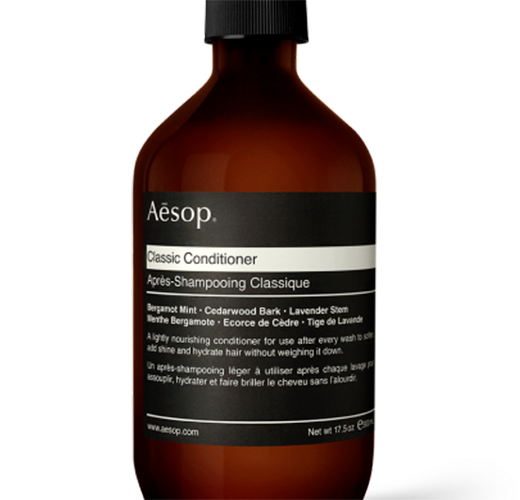 Aēsop.
Classic Conditioner
Après-Shampooing Classique
Bergamot Mint · Cedarwood Bark · Lavender Stem
Menthe Bergamote · Ecorce de Cèdre · Tige de Lavande
A lightly nourishing conditioner for use after every wash to
add shine and hydrate hair without weighing it down.
Un après-shampooing léger à utiliser après chaque lavage pour
assouplir, hydrater et faire briller le cheveu sans l'alourdir.
www.aesop.com Net wt 17.5 oz